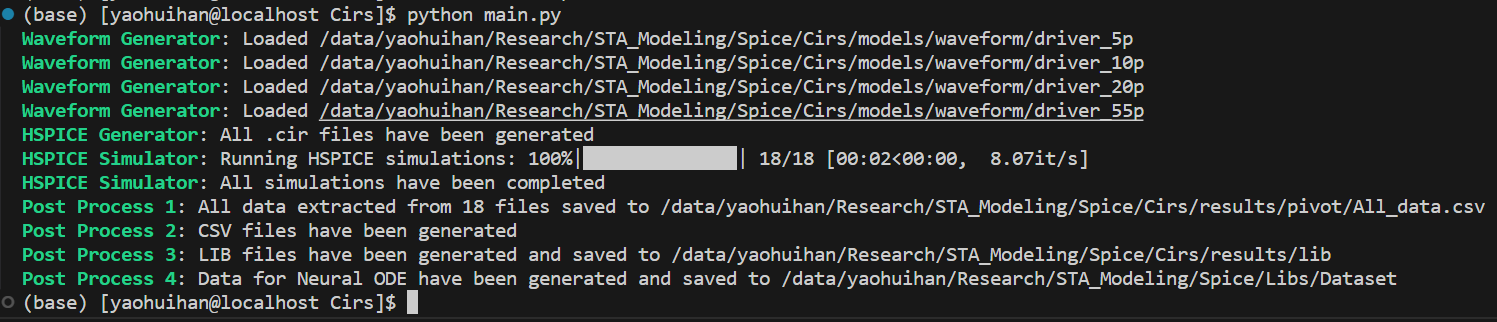 (base) [yaohuihan@localhost Cirs]$ python main.py
Waveform Generator: Loaded /data/yaohuihan/Research/STA_Modeling/Spice/Cirs/models/waveform/driver_5p
Waveform Generator: Loaded /data/yaohuihan/Research/STA_Modeling/Spice/Cirs/models/waveform/driver_10p
Waveform Generator: Loaded /data/yaohuihan/Research/STA_Modeling/Spice/Cirs/models/waveform/driver_20p
Waveform Generator: Loaded /data/yaohuihan/Research/STA_Modeling/Spice/Cirs/models/waveform/driver_55p
HSPICE Generator: All .cir files have been generated
HSPICE Simulator: Running HSPICE simulations: 100%|██████████| 18/18 [00:02<00:00,  8.07it/s]
HSPICE Simulator: All simulations have been completed
Post Process 1: All data extracted from 18 files saved to /data/yaohuihan/Research/STA_Modeling/Spice/Cirs/results/pivot/All_data.csv
Post Process 2: CSV files have been generated
Post Process 3: LIB files have been generated and saved to /data/yaohuihan/Research/STA_Modeling/Spice/Cirs/results/lib
Post Process 4: Data for Neural ODE have been generated and saved to /data/yaohuihan/Research/STA_Modeling/Spice/Libs/Dataset
(base) [yaohuihan@localhost Cirs]$